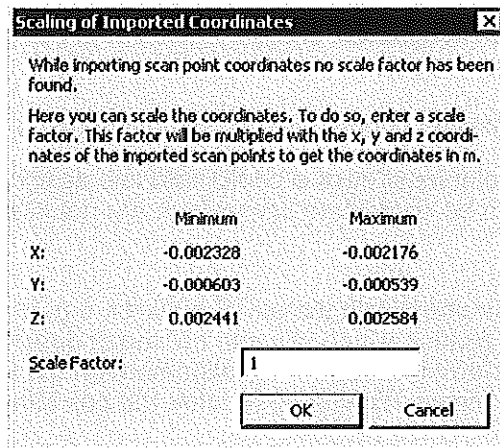 Scaling of Imported Coordinates
While importing scan point coordinates no scale factor has been
found.
Here you can scale the coordinates. To do so, enter a scale
factor. This factor will be multiplied with the x, y and z coordi-
nates of the imported scan points to get the coordinates in m.
Minimum Maximum
X: -0.002328 -0.002176
Y: -0.000603 -0.000539
Z: 0.002441 0.002584
Scale Factor: 1
OK Cancel